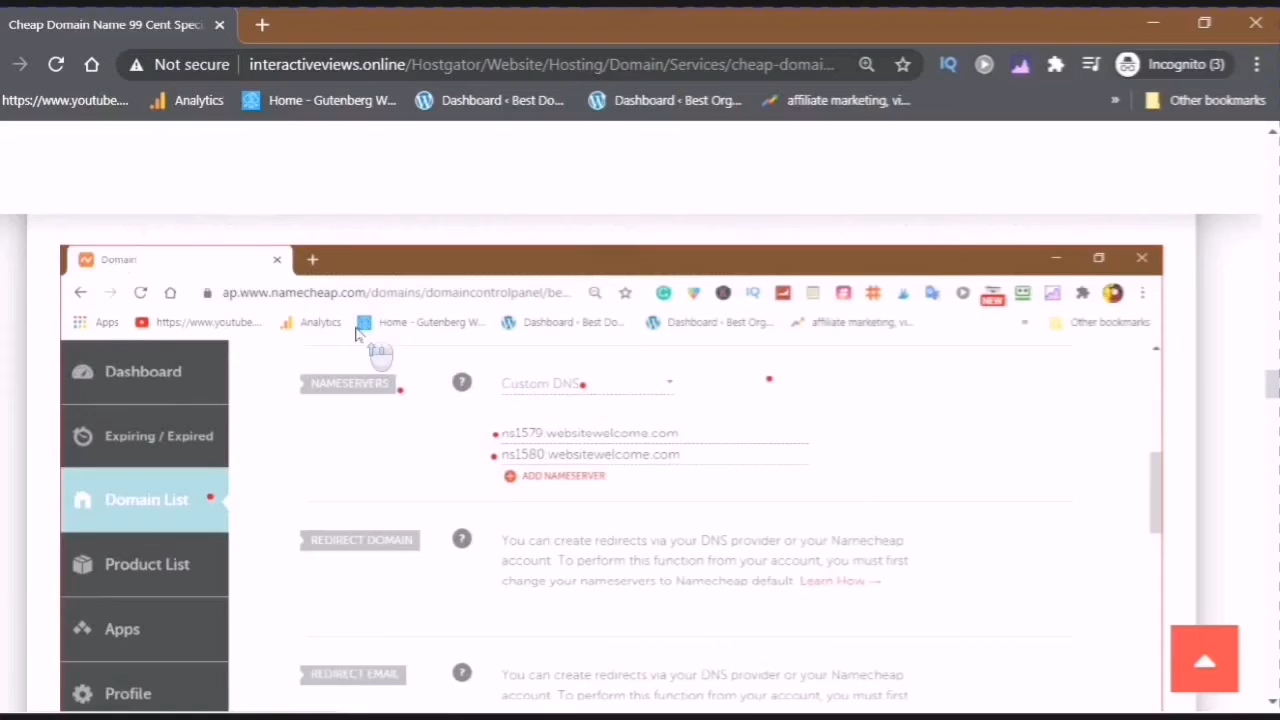 Cheap Domain Name 99 Cent Speci
Not secure interactiveviews.online/Hostgator/Website/Hosting/Domain/Services/cheap-domai... IQ Incognito (3)
https://www.youtube.... Analytics Home - Gutenberg W... Dashboard ‹ Best Do... Dashboard ‹ Best Org... affiliate marketing, vi... » Other bookmarks
Domain
ap.www.namecheap.com/domains/domaincontrolpanel/be... IQ NEW
Apps https://www.youtube.... Analytics Home - Gutenberg W... Dashboard ‹ Best Do... Dashboard ‹ Best Org... affiliate marketing, vi... » Other bookmarks
Dashboard
Expiring / Expired
Domain List
Product List
Apps
Profile
NAMESERVERS ? Custom DNS
ns1579.websitewelcome.com
ns1580.websitewelcome.com
ADD NAMESERVER
REDIRECT DOMAIN ? You can create redirects via your DNS provider or your Namecheap
account. To perform this function from your account, you must first
change your nameservers to Namecheap default. Learn How →
REDIRECT EMAIL ? You can create redirects via your DNS provider or your Namecheap
account. To perform this function from your account, you must first